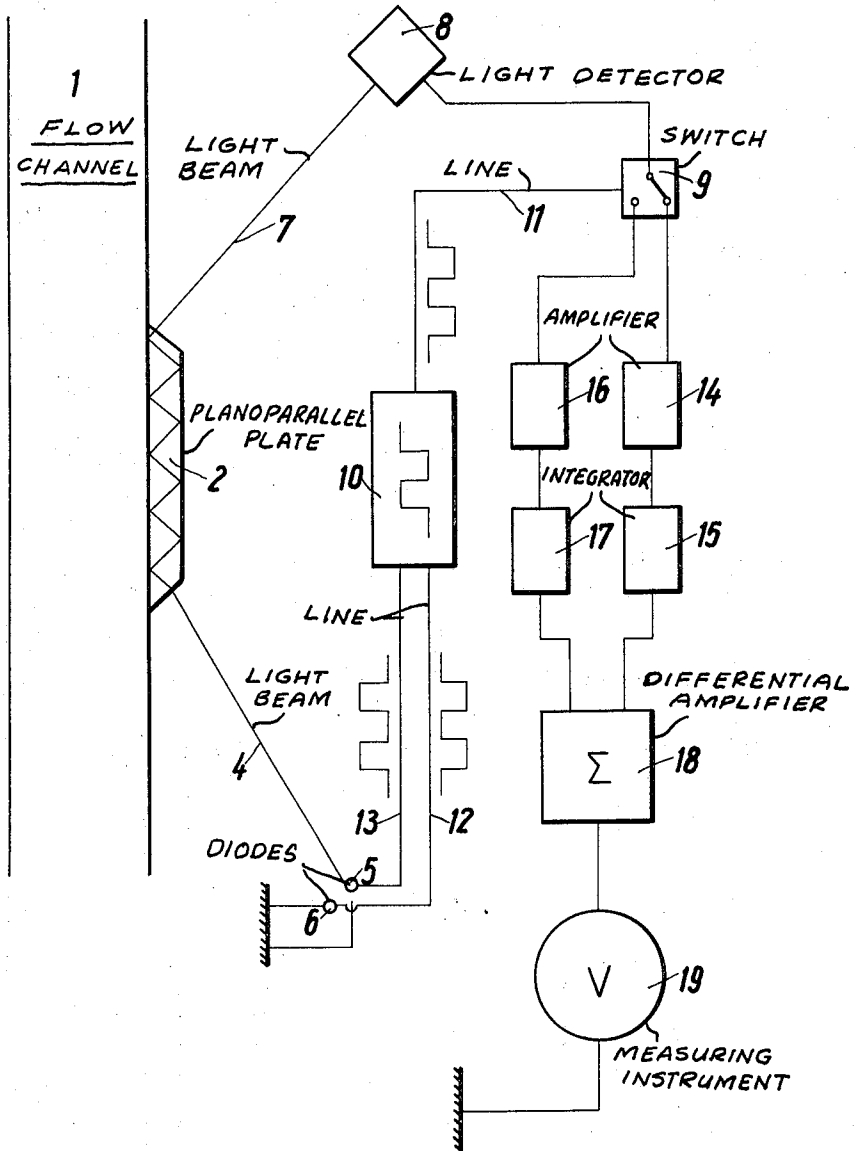 8
LIGHT DETECTOR
1
FLOW
CHANNEL
LIGHT
BEAM
7
LINE
11
SWITCH
9
AMPLIFIER
16
14
PLANOPARALLEL
PLATE
2
10
INTEGRATOR
17
15
LINE
LIGHT
BEAM
4
DIFFERENTIAL
AMPLIFIER
Σ
18
13
12
DIODES
5
6
V
19
MEASURING
INSTRUMENT